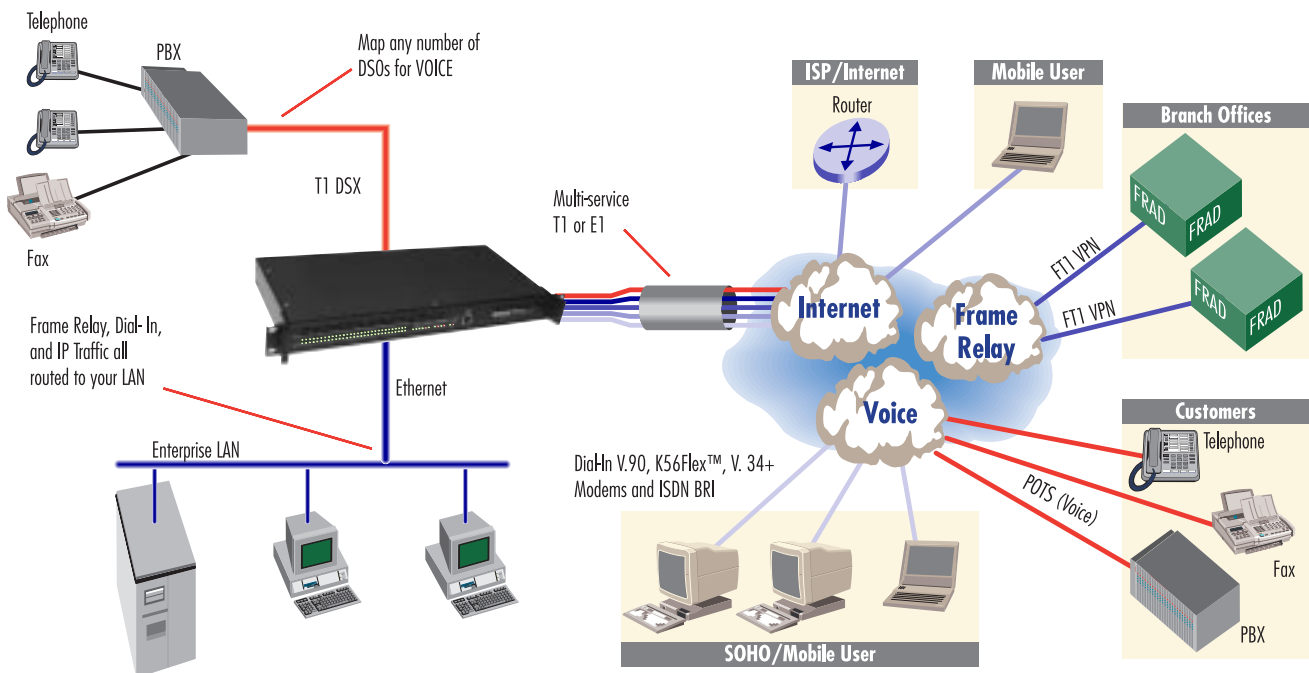 Telephone
PBX
Fax
Map any number of
DSOs for VOICE
T1 DSX
Multi-service
T1 or E1
Frame Relay, Dial- In,
and IP Traffic all
routed to your LAN
Ethernet
Enterprise LAN
ISP/Internet
Router
Mobile User
Branch Offices
FRAD
FRAD
FRAD
FRAD
FT1 VPN
FT1 VPN
Internet
Frame
Relay
Voice
Dial-In V.90, K56Flex™, V. 34+
Modems and ISDN BRI
SOHO/Mobile User
POTS (Voice)
Customers
Telephone
Fax
PBX